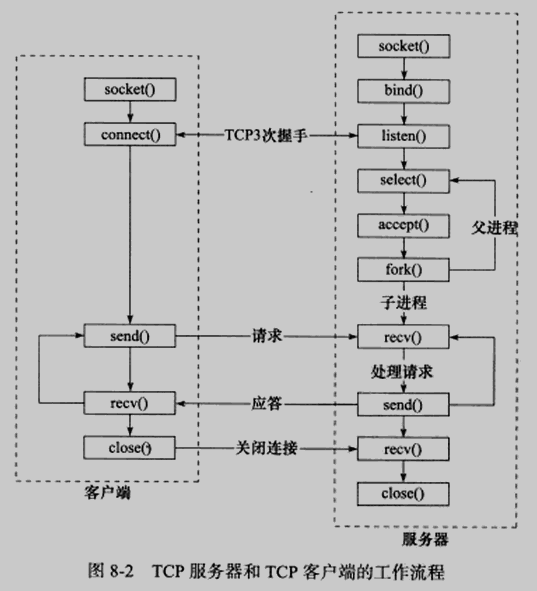 socket()
socket()
bind()
connect()
TCP3次握手
listen()
select()
accept()
父进程
fork()
子进程
send()
请求
recv()
处理请求
recv()
应答
send()
close()
关闭连接
recv()
客户端
close()
服务器
图 8-2 TCP 服务器和 TCP 客户端的工作流程